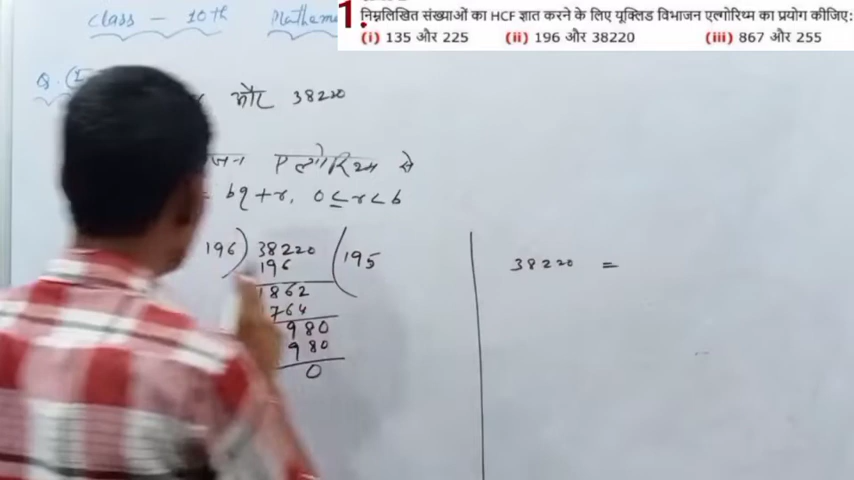 1. निम्नलिखित संख्याओं का HCF ज्ञात करने के लिए यूक्लिड विभाजन एल्गोरिथ्म का प्रयोग कीजिए:
(i) 135 और 225 (ii) 196 और 38220 (iii) 867 और 255
Class - 10th
Q.
और 38220
एल्गोरिथ्म से
= bq + r, 0 ≤ r < b
196 ) 38220 ( 195
196
1862
1764
980
980
0
38220 =